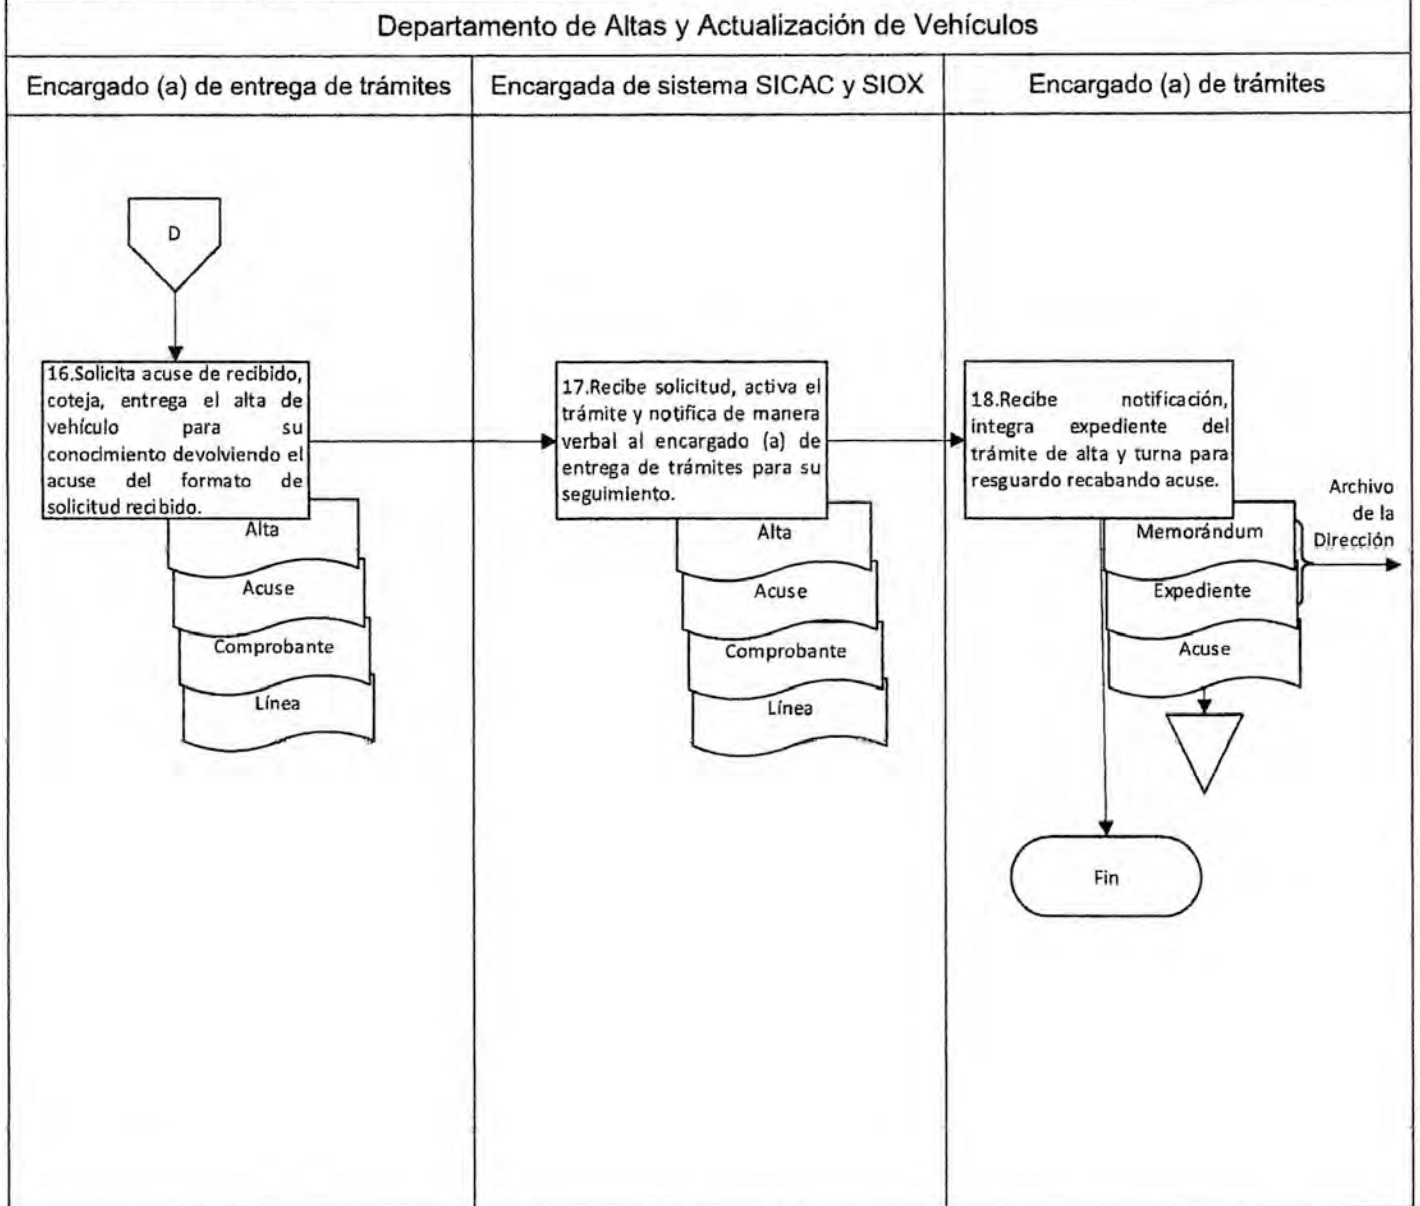 Departamento de Altas y Actualización de Vehículos
Encargado (a) de entrega de trámites
Encargada de sistema SICAC y SIOX
Encargado (a) de trámites
D
16.Solicita acuse de recibido,
coteja, entrega el alta de
vehículo para su
conocimiento devolviendo el
acuse del formato de
solicitud recibido.
Alta
Acuse
Comprobante
Línea
17.Recibe solicitud, activa el
trámite y notifica de manera
verbal al encargado (a) de
entrega de trámites para su
seguimiento.
Alta
Acuse
Comprobante
Línea
18.Recibe notificación,
integra expediente del
trámite de alta y turna para
resguardo recabando acuse.
Memorándum
Expediente
Acuse
Archivo
de la
Dirección
Fin